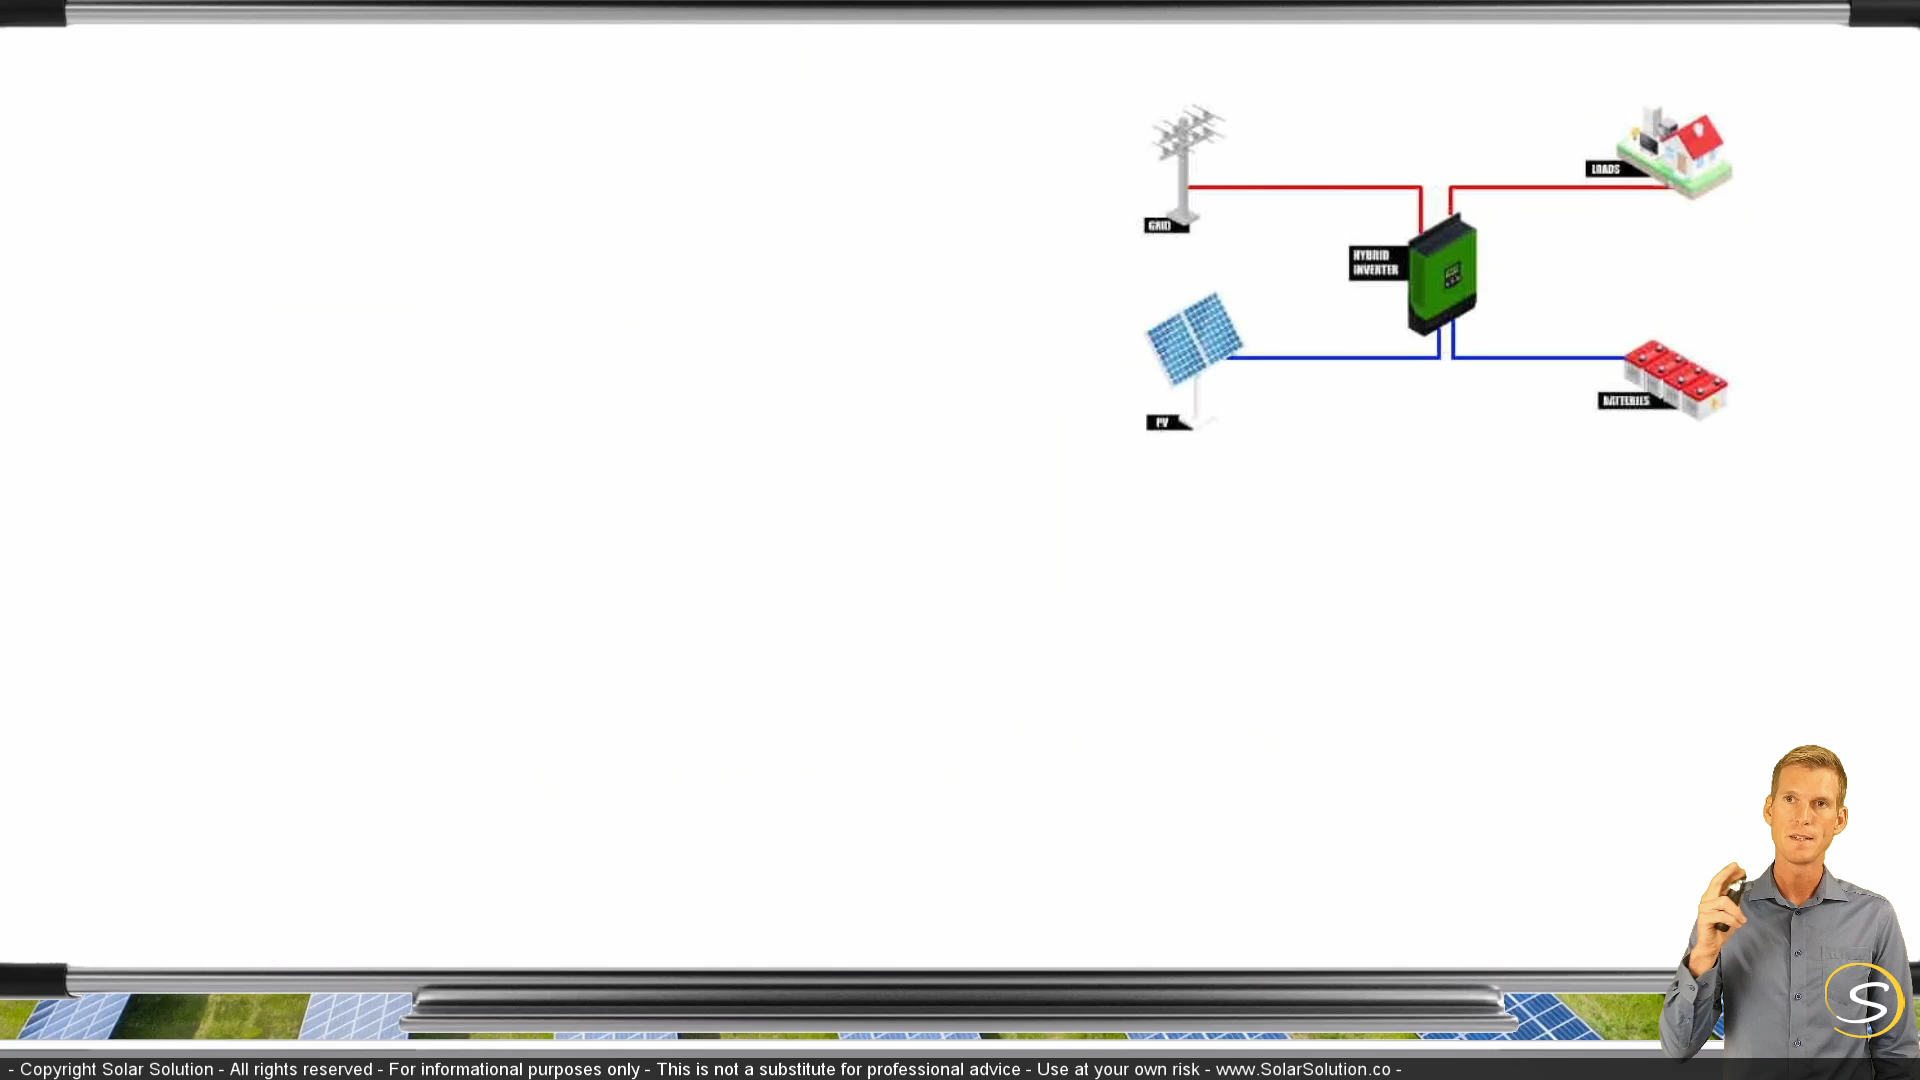 LOADS
GRID
HYBRID
INVERTER
BATTERIES
PV
S
- Copyright Solar Solution - All rights reserved - For informational purposes only - This is not a substitute for professional advice - Use at your own risk - www.SolarSolution.co -